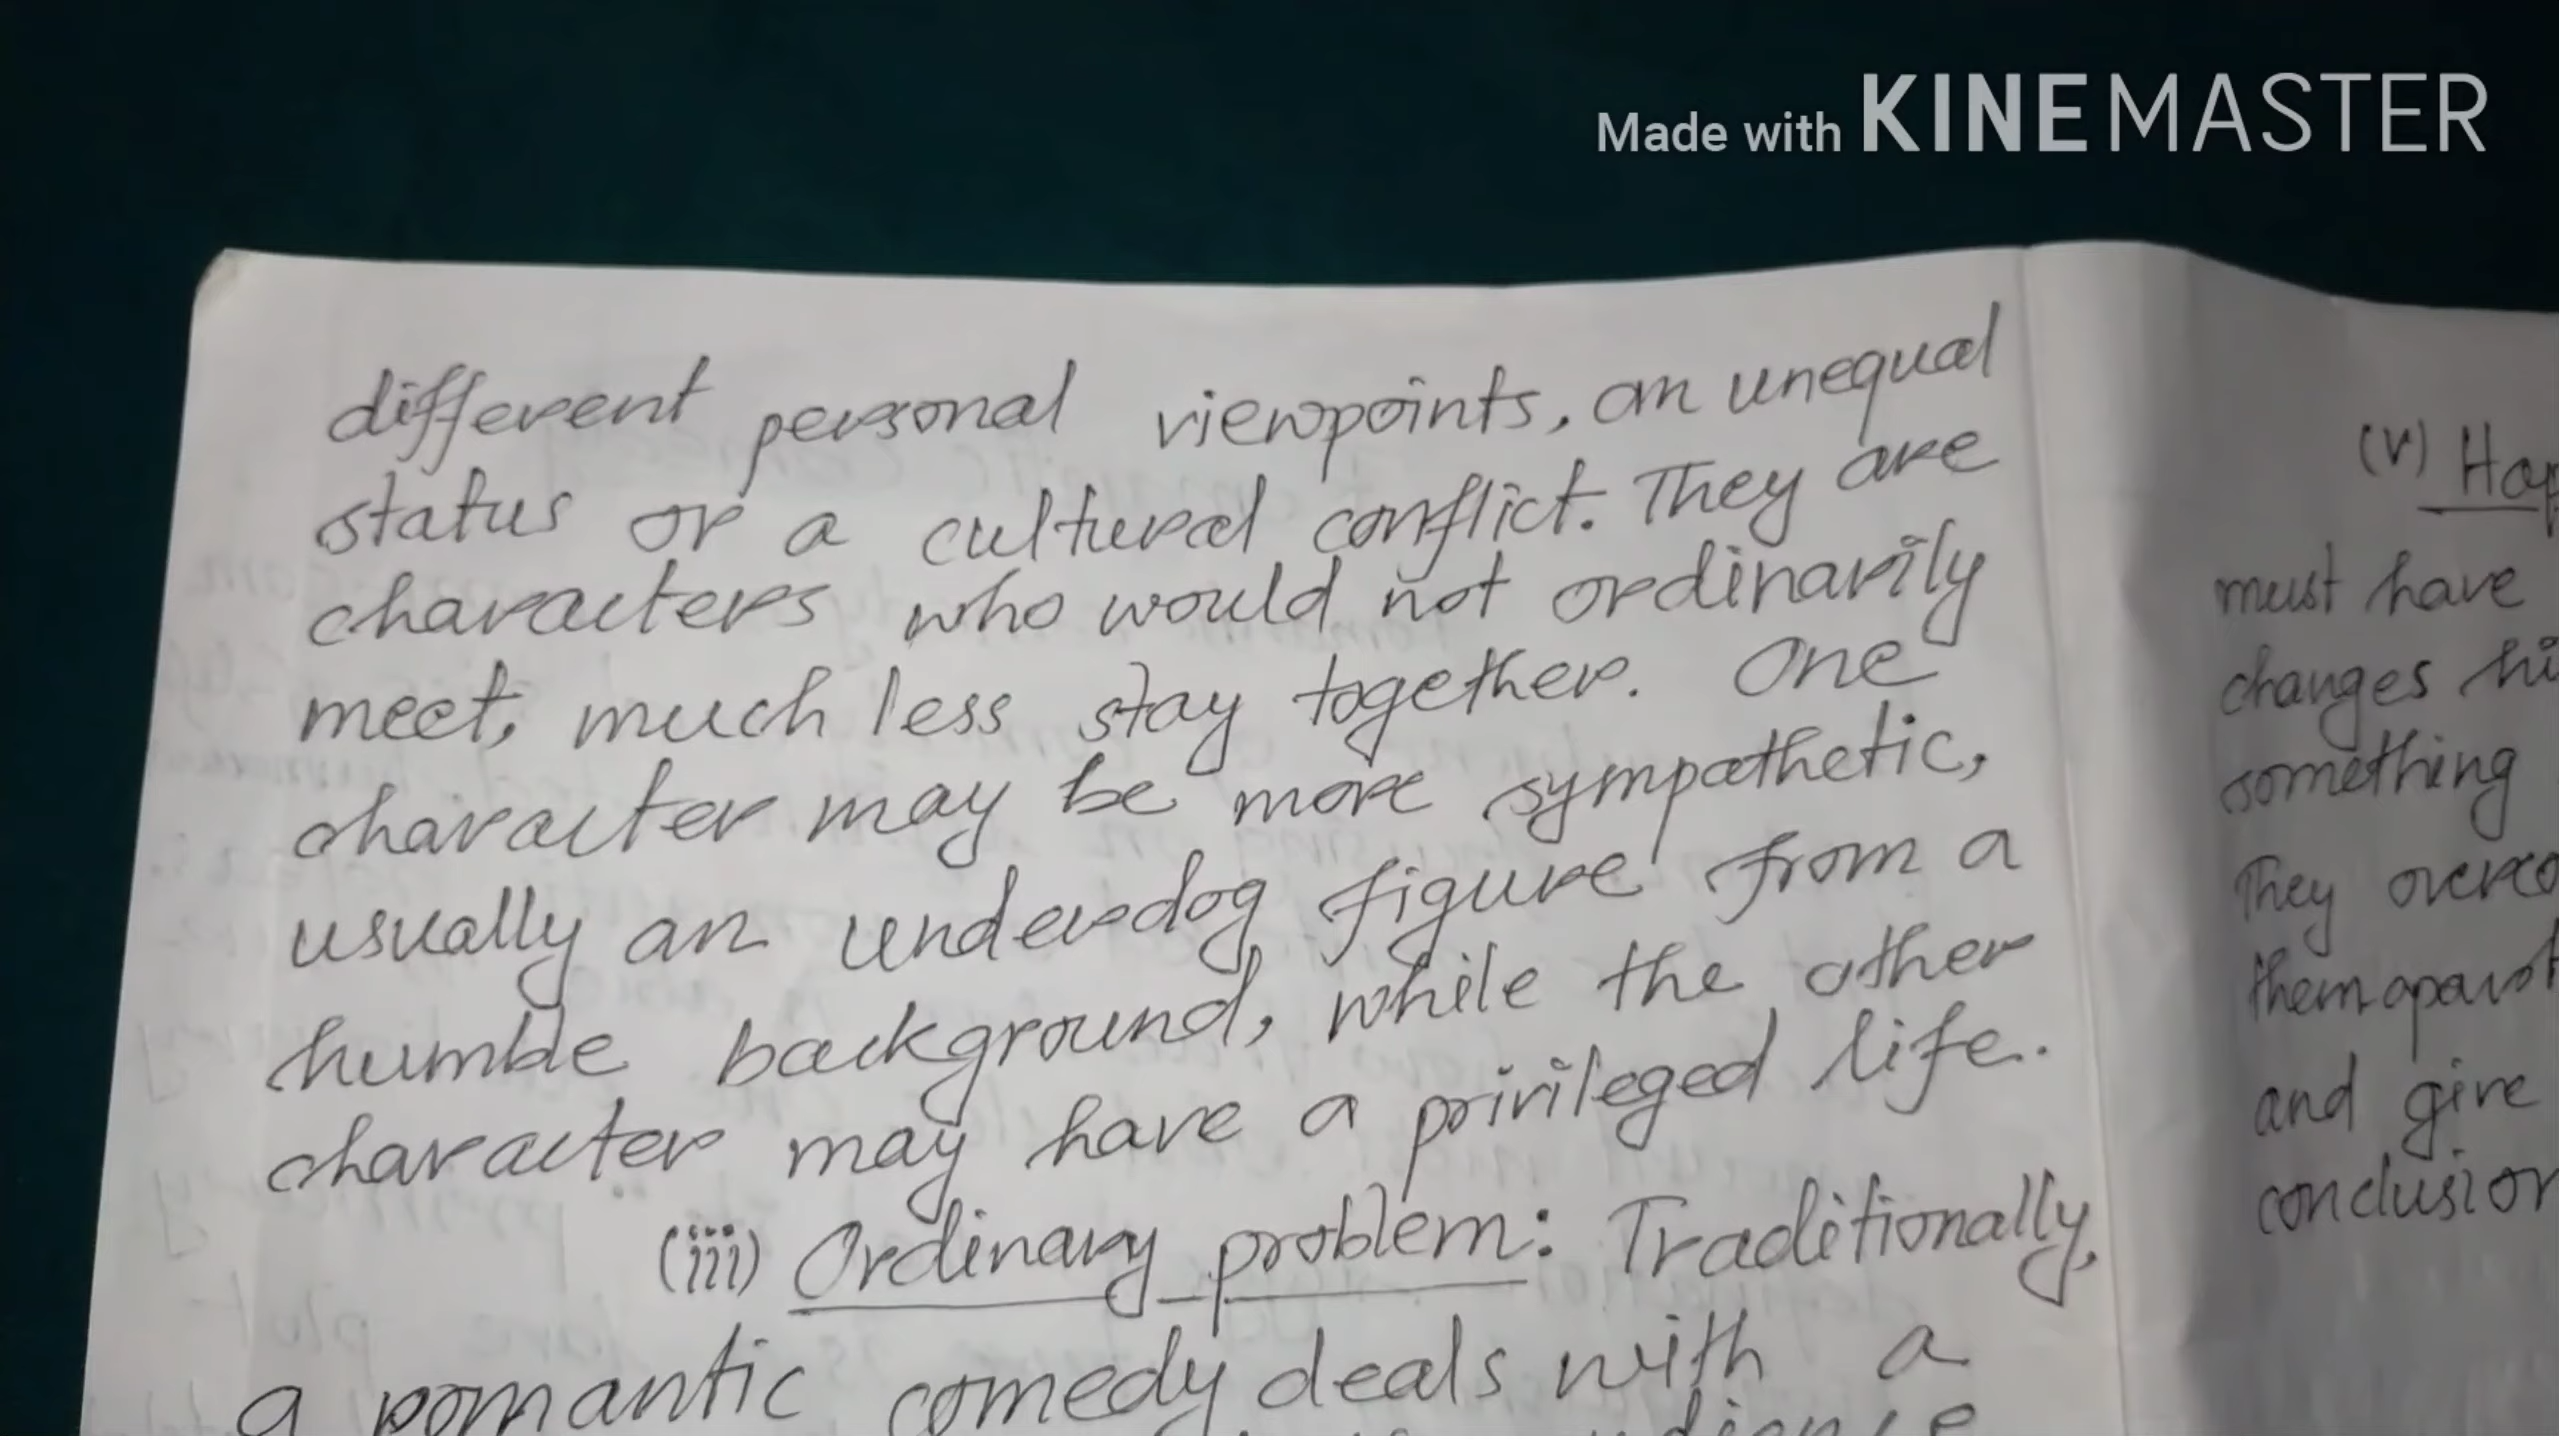 Made with KINEMASTER
different personal viewpoints, an unequal
status or a cultural conflict. They are
characters who would not ordinarily
meet, much less stay together. One
character may be more sympathetic,
usually an underdog figure from a
humble background, while the other
character may have a privileged life.
(iii) Ordinary problem: Traditionally,
a romantic comedy deals with a
(v) Hap
must have
changes hi
something
They overco
them apart
and give
conclusion